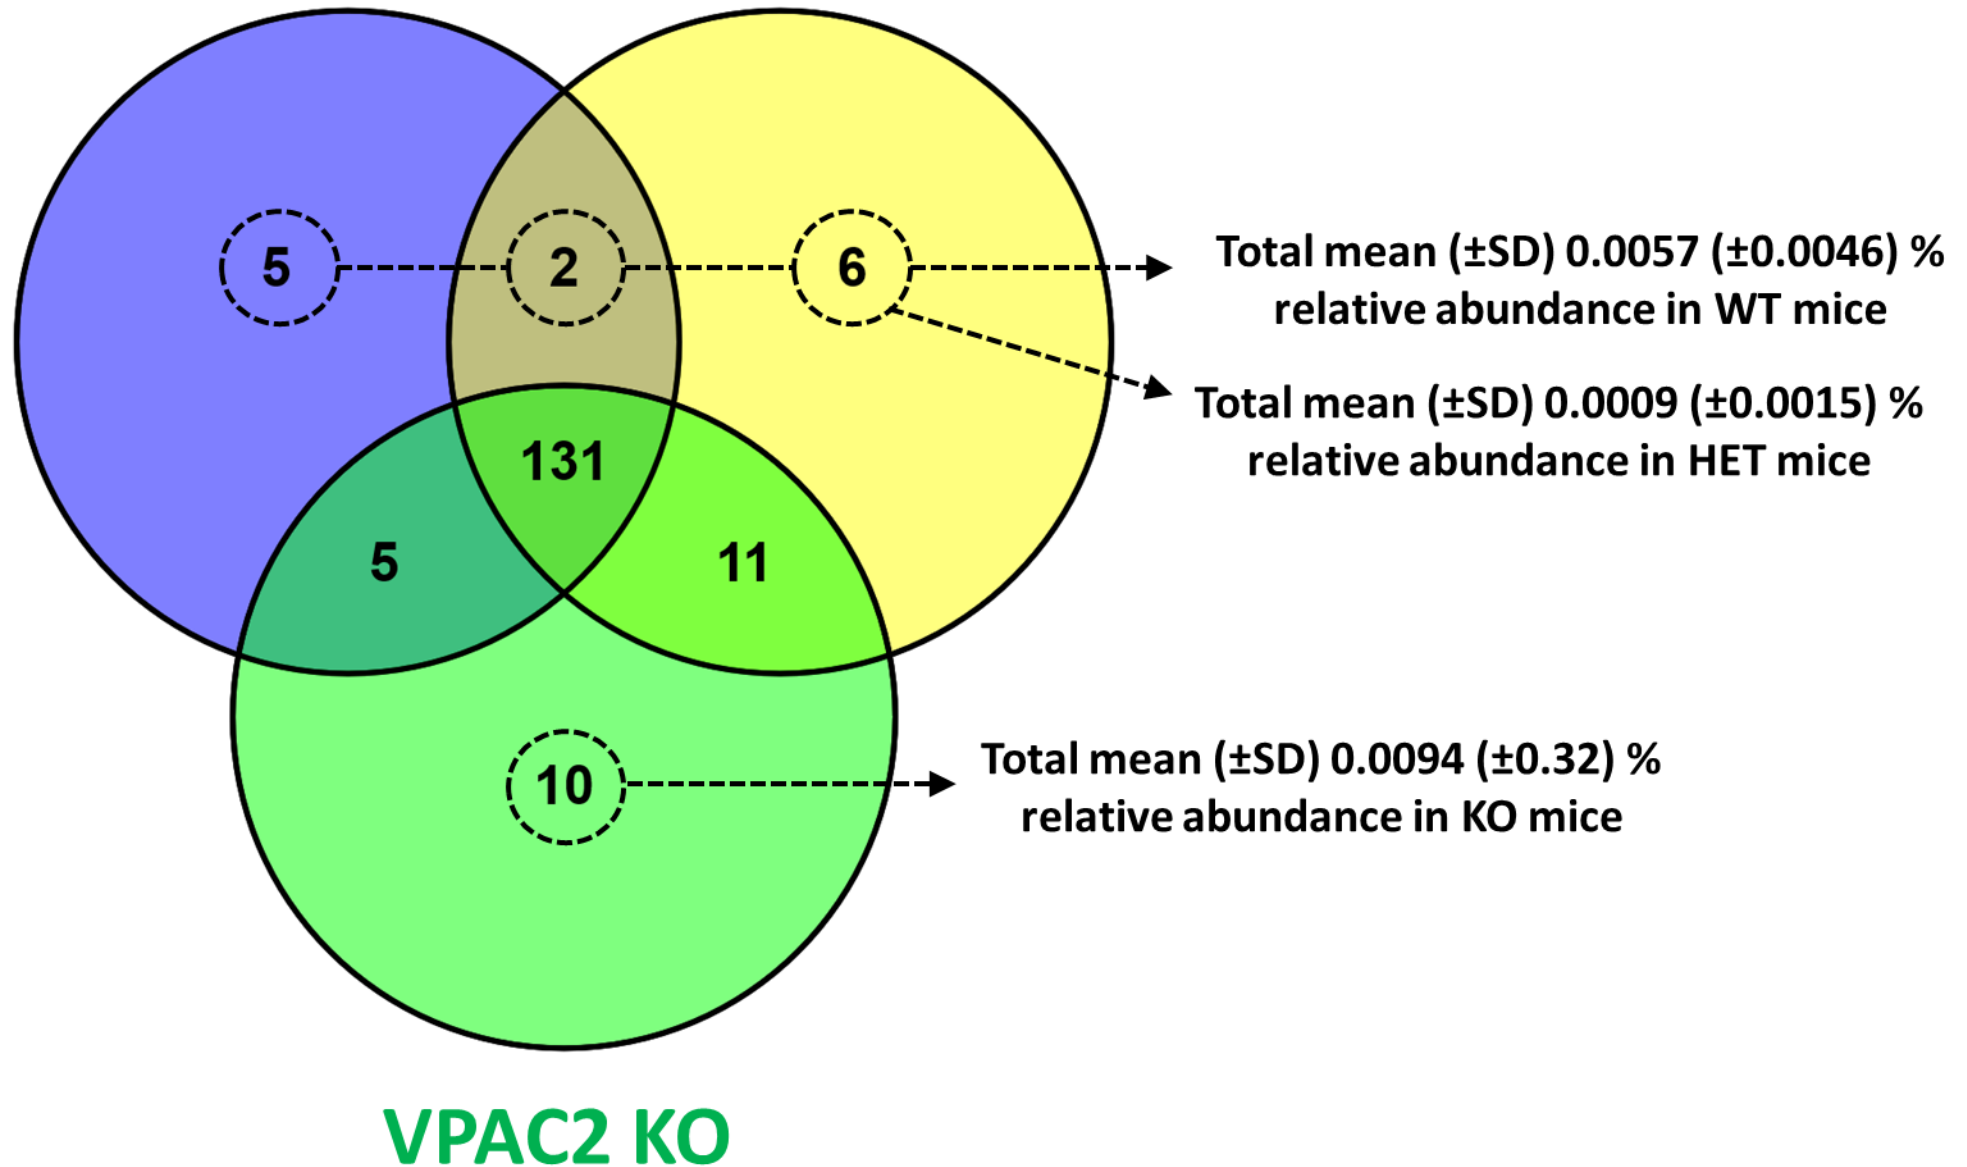 5
2
6
Total mean (±SD) 0.0057 (±0.0046) %
relative abundance in WT mice
Total mean (±SD) 0.0009 (±0.0015) %
relative abundance in HET mice
131
5
11
10
Total mean (±SD) 0.0094 (±0.32) %
relative abundance in KO mice
VPAC2 KO